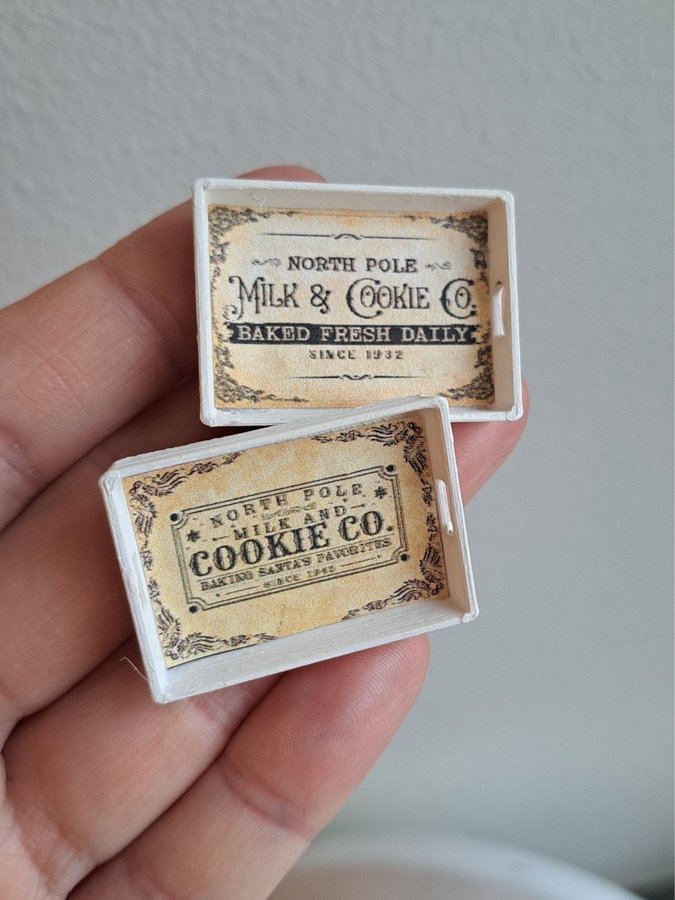 NORTH POLE
MILK & COOKIE CO.
BAKED FRESH DAILY
SINCE 1932
NORTH POLE
MILK AND
COOKIE CO.
BAKING SANTA'S FAVORITES
SINCE